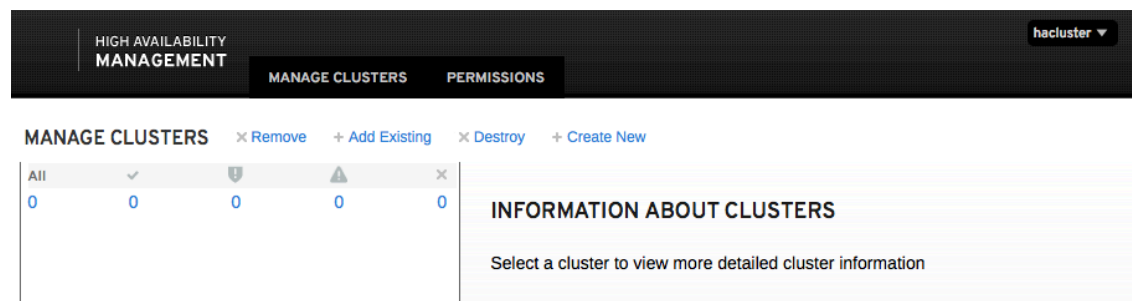 HIGH AVAILABILITY
MANAGEMENT
hacluster ▼
MANAGE CLUSTERS PERMISSIONS
MANAGE CLUSTERS × Remove + Add Existing × Destroy + Create New
All
0 0 0 0 0
INFORMATION ABOUT CLUSTERS
Select a cluster to view more detailed cluster information